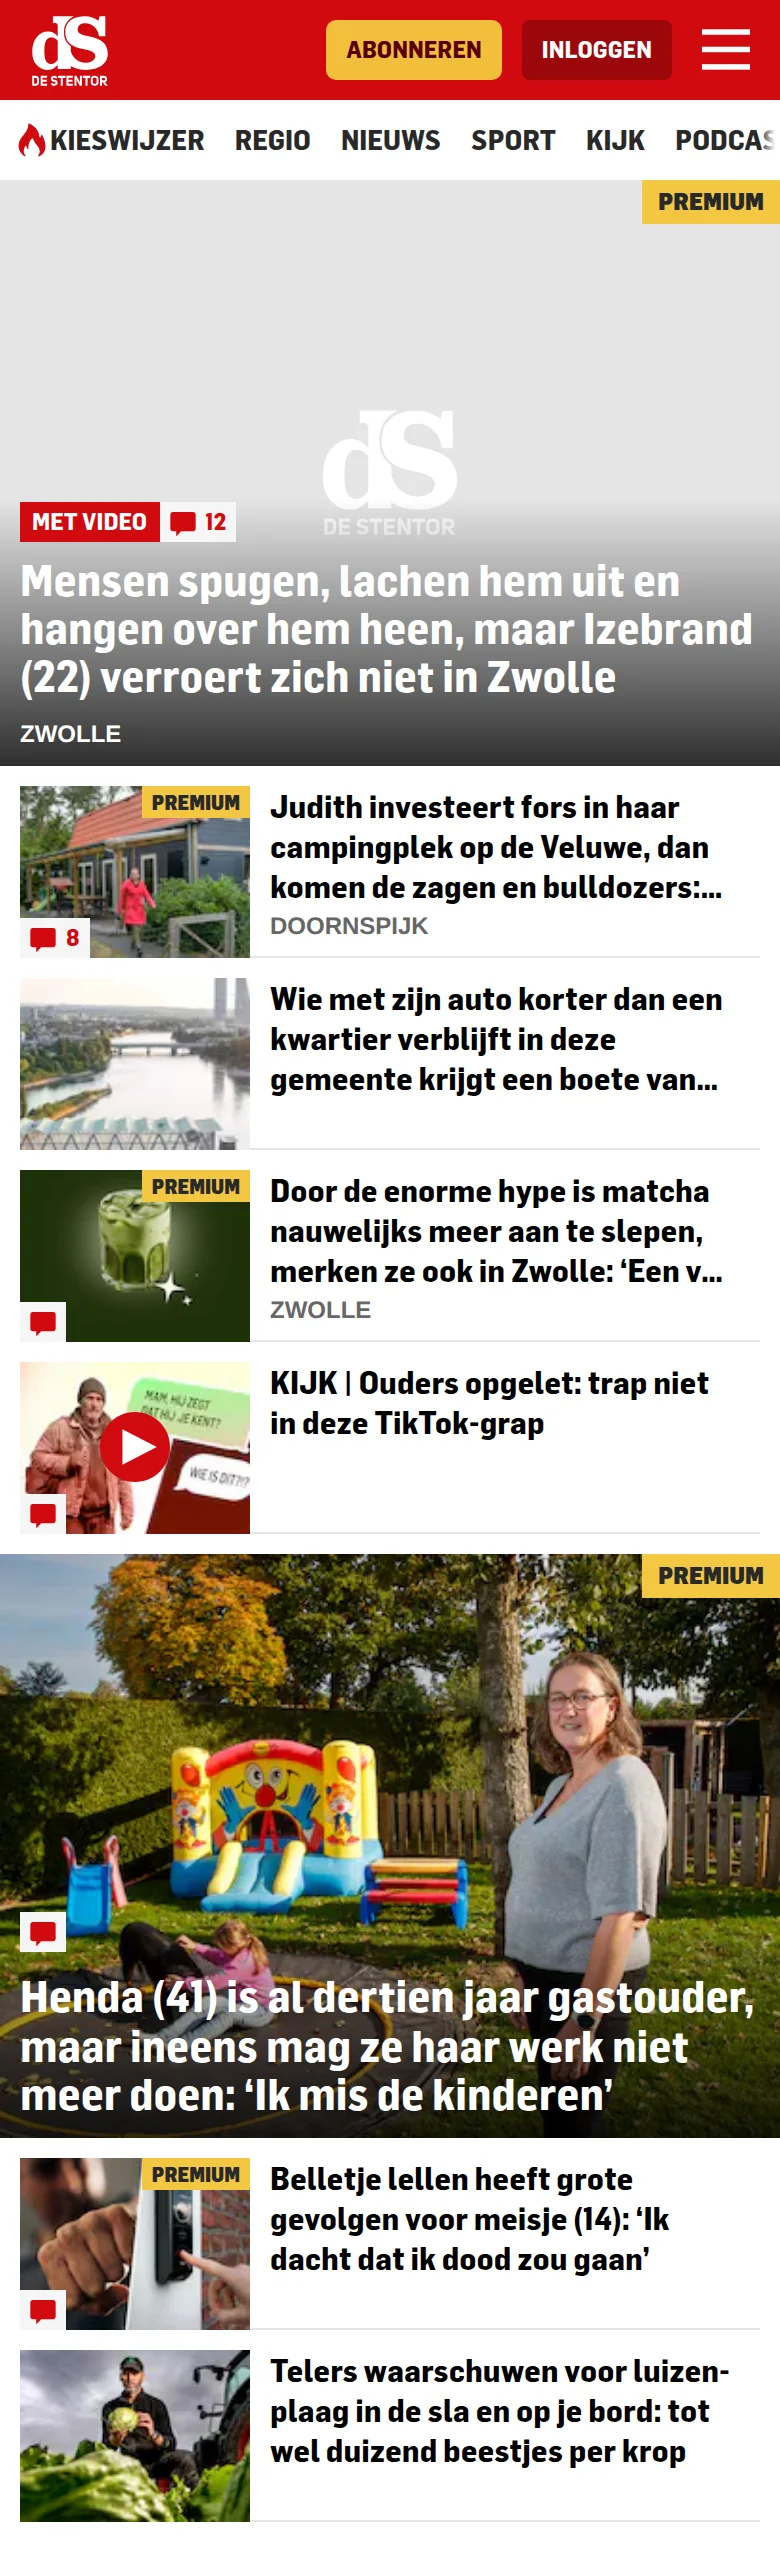 dS
DE STENTOR
ABONNEREN
INLOGGEN
KIESWIJZER REGIO NIEUWS SPORT KIJK PODCAS
PREMIUM
dS
DE STENTOR
MET VIDEO 12
Mensen spugen, lachen hem uit en
hangen over hem heen, maar Izebrand
(22) verroert zich niet in Zwolle
ZWOLLE
PREMIUM
8
Judith investeert fors in haar
campingplek op de Veluwe, dan
komen de zagen en bulldozers:...
DOORNSPIJK
Wie met zijn auto korter dan een
kwartier verblijft in deze
gemeente krijgt een boete van...
PREMIUM
Door de enorme hype is matcha
nauwelijks meer aan te slepen,
merken ze ook in Zwolle: ‘Een v...
ZWOLLE
MAM, HIJ ZEGT
DAT HIJ JE KENT?
WIE IS DIT?!?
KIJK | Ouders opgelet: trap niet
in deze TikTok-grap
PREMIUM
Henda (41) is al dertien jaar gastouder,
maar ineens mag ze haar werk niet
meer doen: ‘Ik mis de kinderen’
PREMIUM
Belletje lellen heeft grote
gevolgen voor meisje (14): ‘Ik
dacht dat ik dood zou gaan’
Telers waarschuwen voor luizen-
plaag in de sla en op je bord: tot
wel duizend beestjes per krop